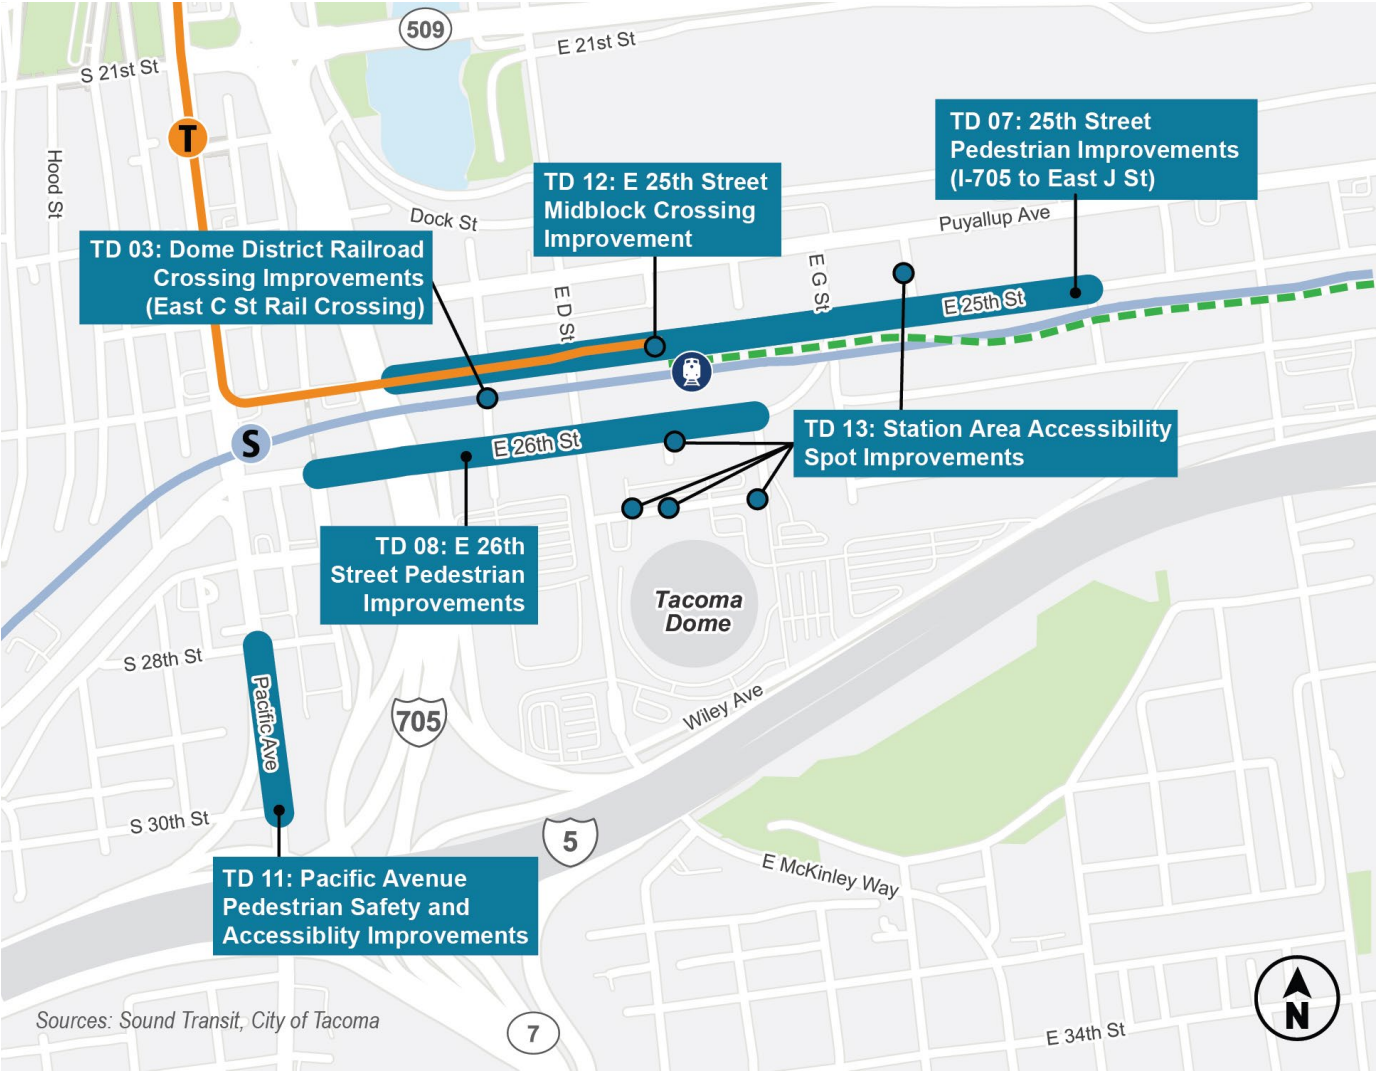 509
E 21st St
S 21st St
T
Hood St
TD 07: 25th Street
Pedestrian Improvements
(I-705 to East J St)
TD 12: E 25th Street
Midblock Crossing
Improvement
Dock St
Puyallup Ave
TD 03: Dome District Railroad
Crossing Improvements
(East C St Rail Crossing)
E D St
E G St
E 25th St
S
E 26th St
TD 13: Station Area Accessibility
Spot Improvements
TD 08: E 26th
Street Pedestrian
Improvements
Tacoma
Dome
S 28th St
Pacific Ave
705
Wiley Ave
S 30th St
5
E McKinley Way
TD 11: Pacific Avenue
Pedestrian Safety and
Accessiblity Improvements
Sources: Sound Transit, City of Tacoma
7
E 34th St
N